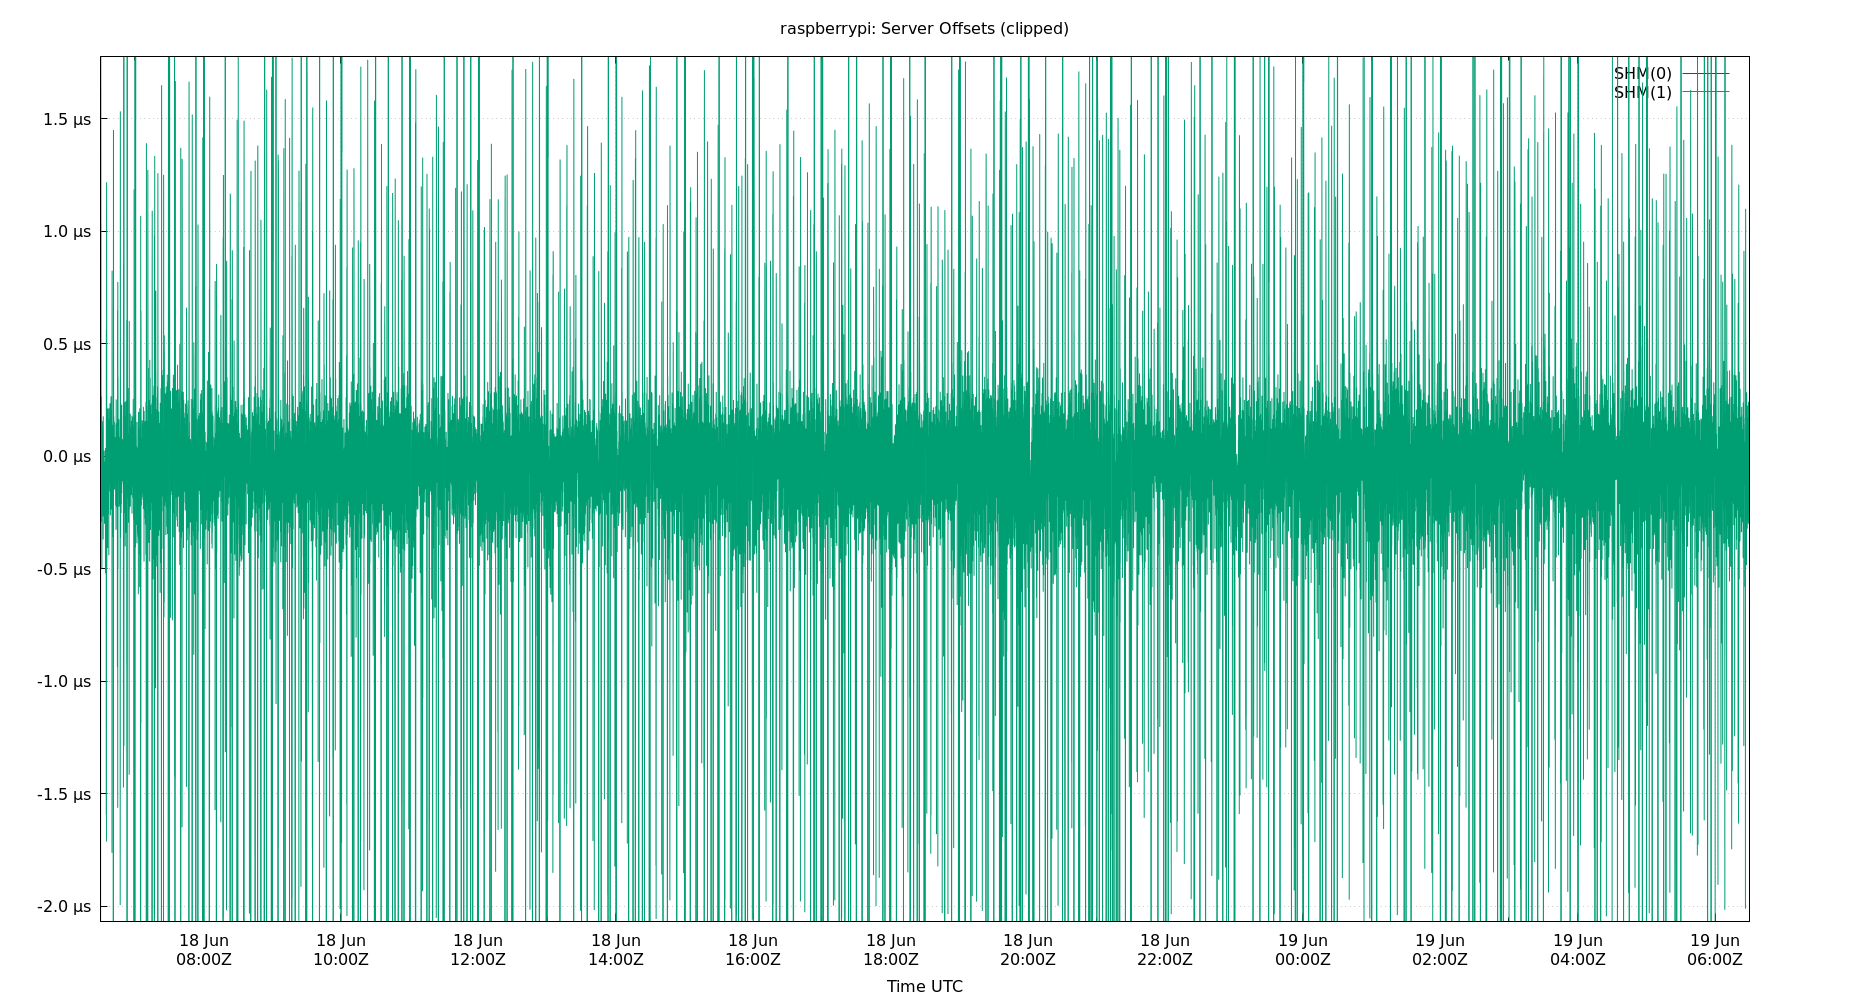 raspberrypi: Server Offsets (clipped)
SHM(0)
SHM(1)
1.5 µs
1.0 µs
0.5 µs
0.0 µs
-0.5 µs
-1.0 µs
-1.5 µs
-2.0 µs
18 Jun 18 Jun 18 Jun 18 Jun 18 Jun 18 Jun 18 Jun 18 Jun 19 Jun 19 Jun 19 Jun 19 Jun
08:00Z 10:00Z 12:00Z 14:00Z 16:00Z 18:00Z 20:00Z 22:00Z 00:00Z 02:00Z 04:00Z 06:00Z
Time UTC